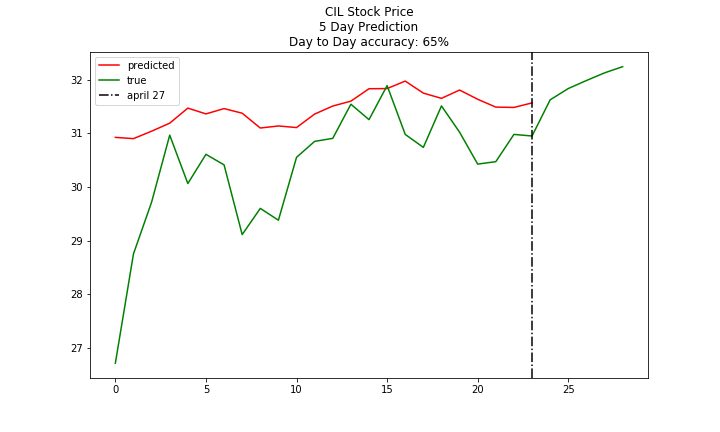 CIL Stock Price
5 Day Prediction
Day to Day accuracy: 65%
predicted
true
april 27
32
31
30
29
28
27
0
5
10
15
20
25